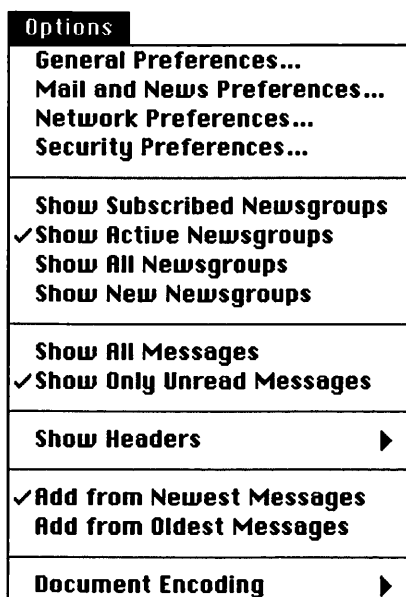 Options
General Preferences...
Mail and News Preferences...
Network Preferences...
Security Preferences...
Show Subscribed Newsgroups
✓Show Active Newsgroups
Show All Newsgroups
Show New Newsgroups
Show All Messages
✓Show Only Unread Messages
Show Headers ▶
✓Add from Newest Messages
Add from Oldest Messages
Document Encoding ▶